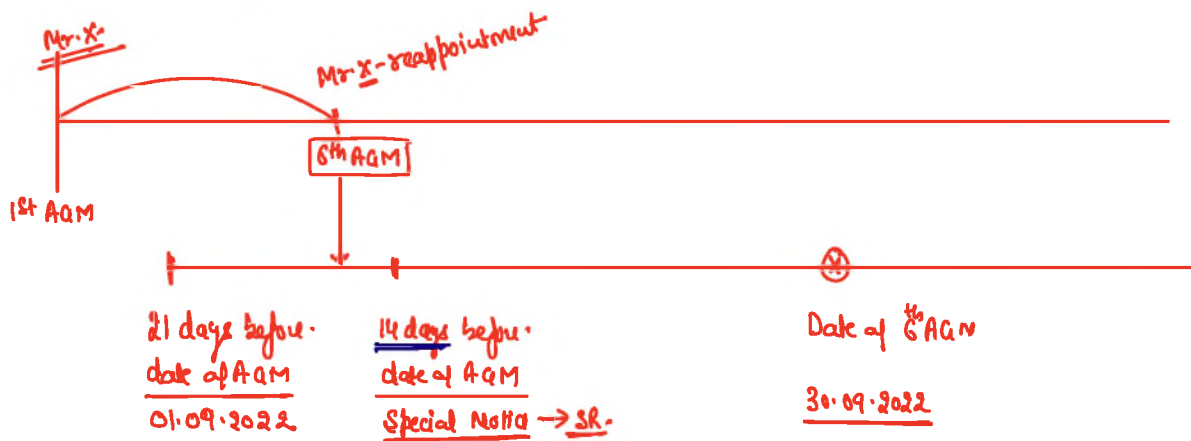 Mr. X.
Mr. X - reappointment
6th AGM
1st AGM
21 days before.
date of AGM
01.09.2022
14 days before.
date of AGM
Special Notice → SR.
Date of 6th AGM
30.09.2022